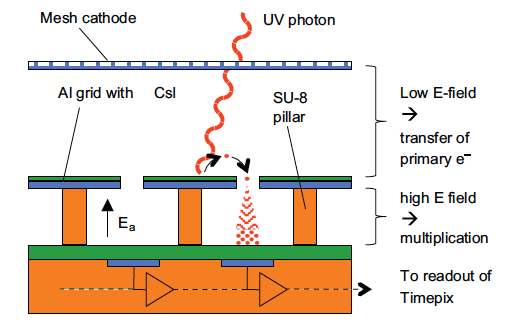 Mesh cathode
UV photon
Al grid with
CsI
SU-8
pillar
Low E-field
→
transfer of
primary e⁻
high E field
→
multiplication
Eₐ
To readout of
Timepix